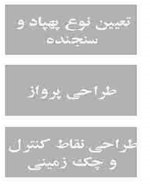 تعیین نوع پهپاد و
سنجنده
طراحی پرواز
طراحی نقاط کنترل
و چک زمینی